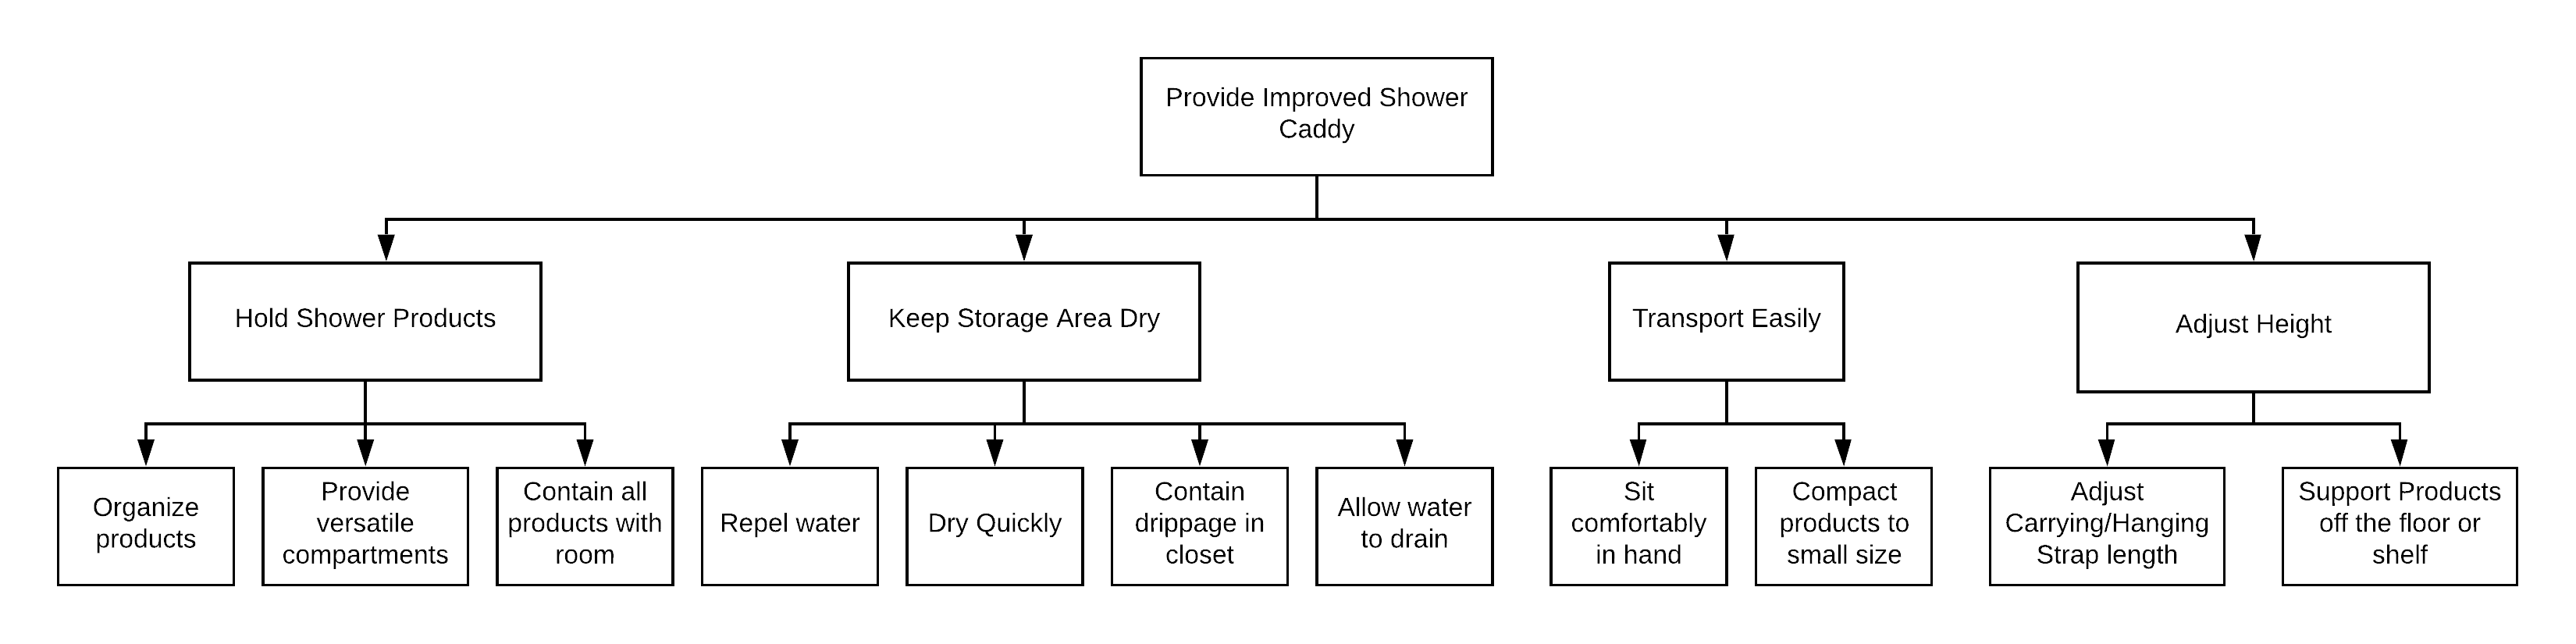 Provide Improved Shower
Caddy
Hold Shower Products
Keep Storage Area Dry
Transport Easily
Adjust Height
Organize
products
Provide
versatile
compartments
Contain all
products with
room
Repel water
Dry Quickly
Contain
drippage in
closet
Allow water
to drain
Sit
comfortably
in hand
Compact
products to
small size
Adjust
Carrying/Hanging
Strap length
Support Products
off the floor or
shelf